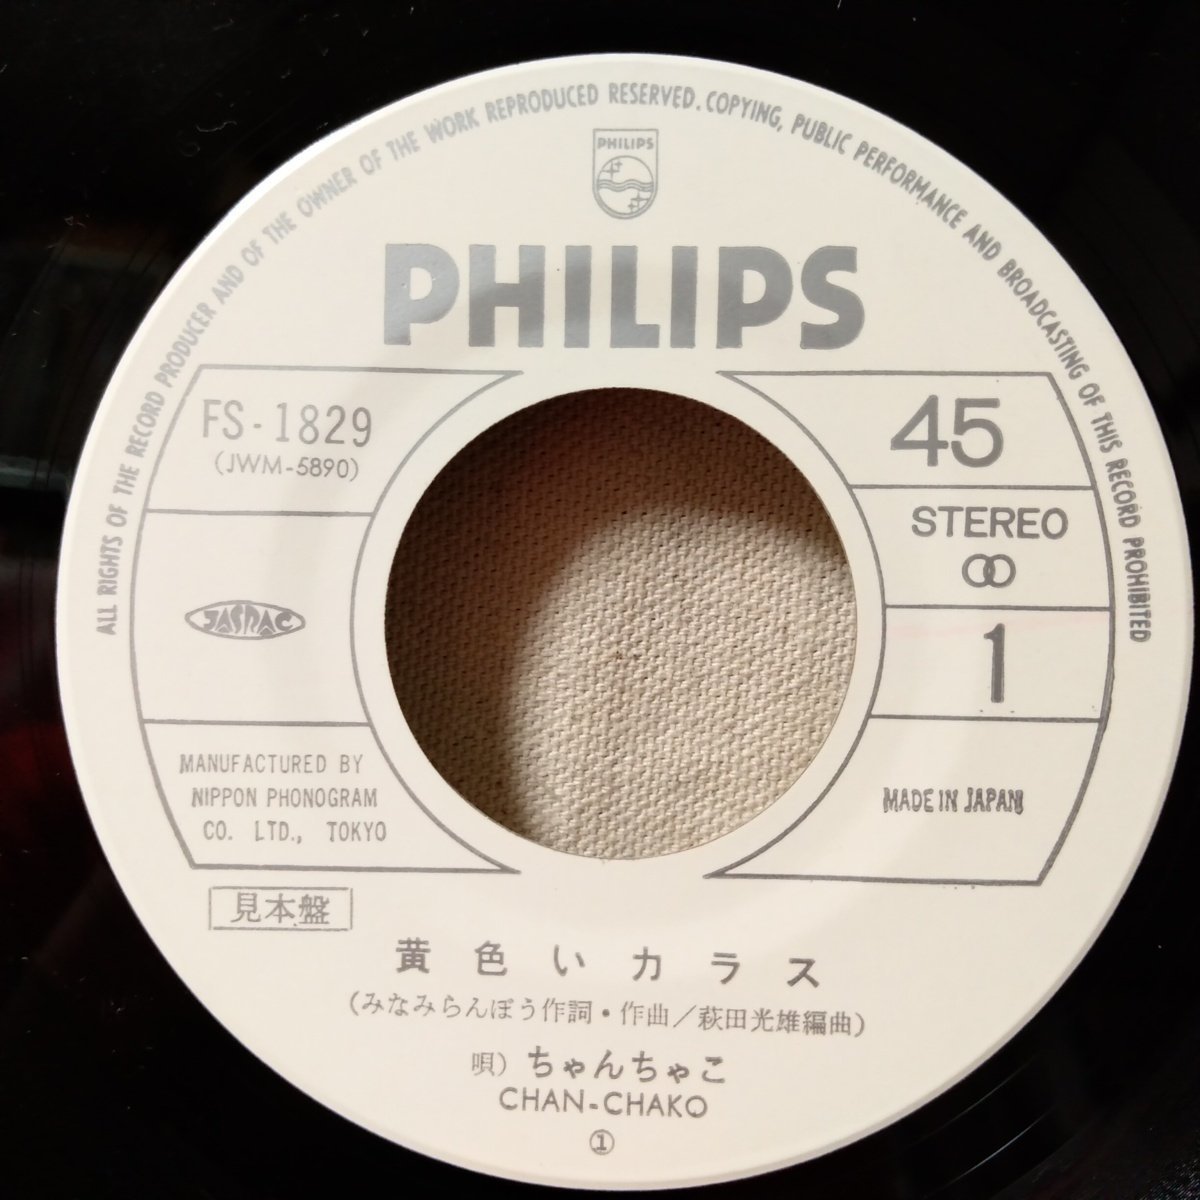 ALL RIGHTS OF THE RECORD PRODUCER AND OF THE OWNER OF THE WORK REPRODUCED RESERVED. COPYING, PUBLIC PERFORMANCE AND BROADCASTING OF THIS RECORD PROHIBITED
PHILIPS
PHILIPS
FS-1829
(JWM-5890)
JASRAC
MANUFACTURED BY
NIPPON PHONOGRAM
CO. LTD., TOKYO
45
STEREO
1
MADE IN JAPAN
見本盤
黄色いカラス
(みなみらんぼう作詞・作曲/萩田光雄編曲)
唄) ちゃんちゃこ
CHAN-CHAKO
①